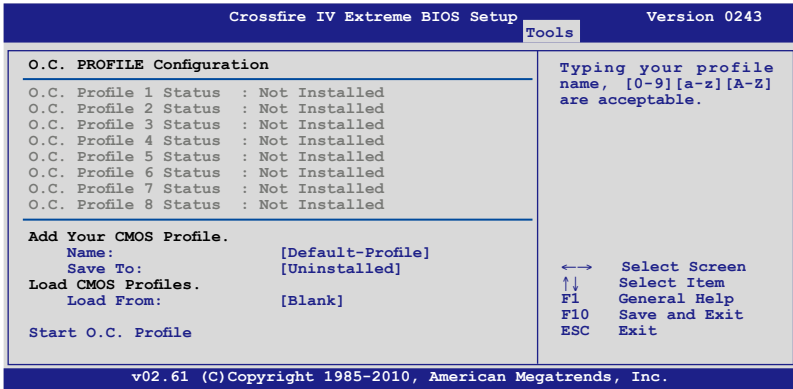 Crossfire IV Extreme BIOS Setup Version 0243
Tools
O.C. PROFILE Configuration
O.C. Profile 1 Status : Not Installed
O.C. Profile 2 Status : Not Installed
O.C. Profile 3 Status : Not Installed
O.C. Profile 4 Status : Not Installed
O.C. Profile 5 Status : Not Installed
O.C. Profile 6 Status : Not Installed
O.C. Profile 7 Status : Not Installed
O.C. Profile 8 Status : Not Installed
Add Your CMOS Profile.
Name: [Default-Profile]
Save To: [Uninstalled]
Load CMOS Profiles.
Load From: [Blank]
Start O.C. Profile
Typing your profile
name, [0-9][a-z][A-Z]
are acceptable.
←→ Select Screen
↑↓ Select Item
F1 General Help
F10 Save and Exit
ESC Exit
v02.61 (C)Copyright 1985-2010, American Megatrends, Inc.